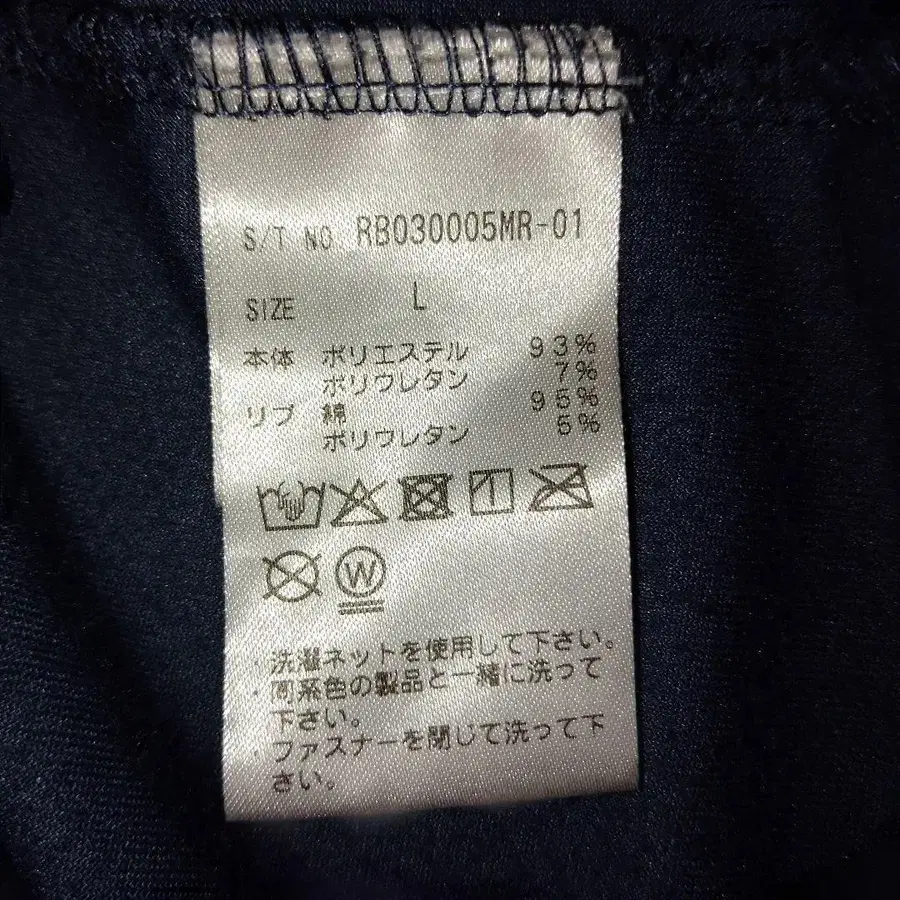 S/T NO RB030005MR-01
SIZE L
本体 ポリエステル 93%
ポリウレタン 7%
リブ 綿 95%
ポリウレタン 5%
W
・洗濯ネットを使用して下さい。
・同系色の製品と一緒に洗って
下さい。
・ファスナーを閉じて洗って下
さい。